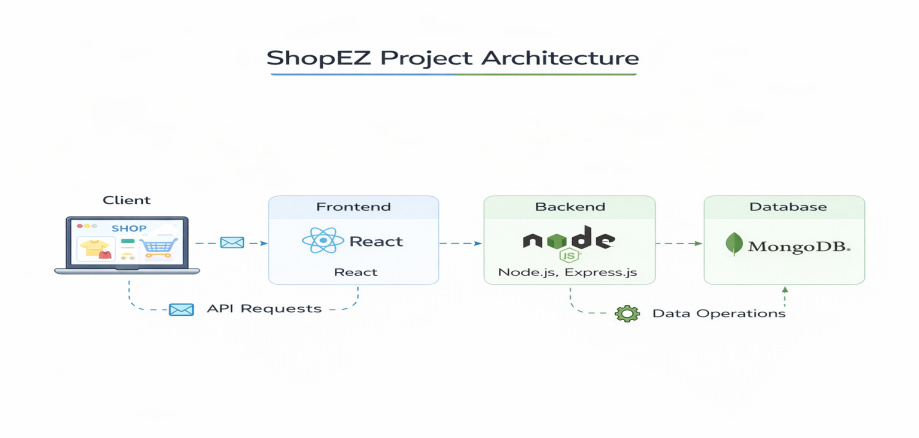 ShopEZ Project Architecture
Client
SHOP
Frontend
React
React
Backend
node
JS
Node.js, Express.js
Database
MongoDB®
API Requests
Data Operations